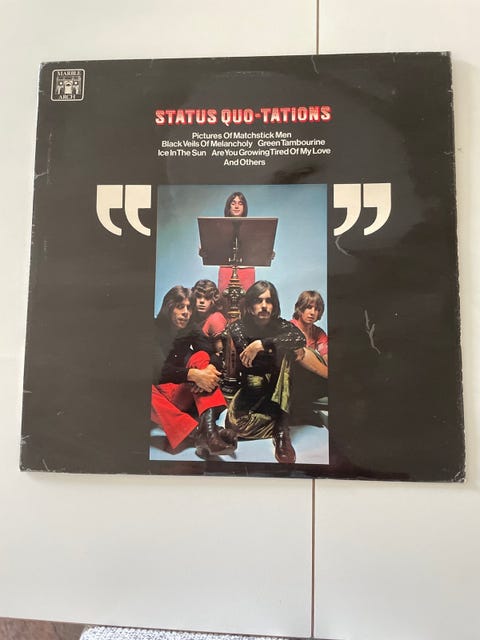 MARBLE
ARCH
STATUS QUO-TATIONS
Pictures Of Matchstick Men
Black Veils Of Melancholy Green Tambourine
Ice In The Sun Are You Growing Tired Of My Love
And Others
“ ”